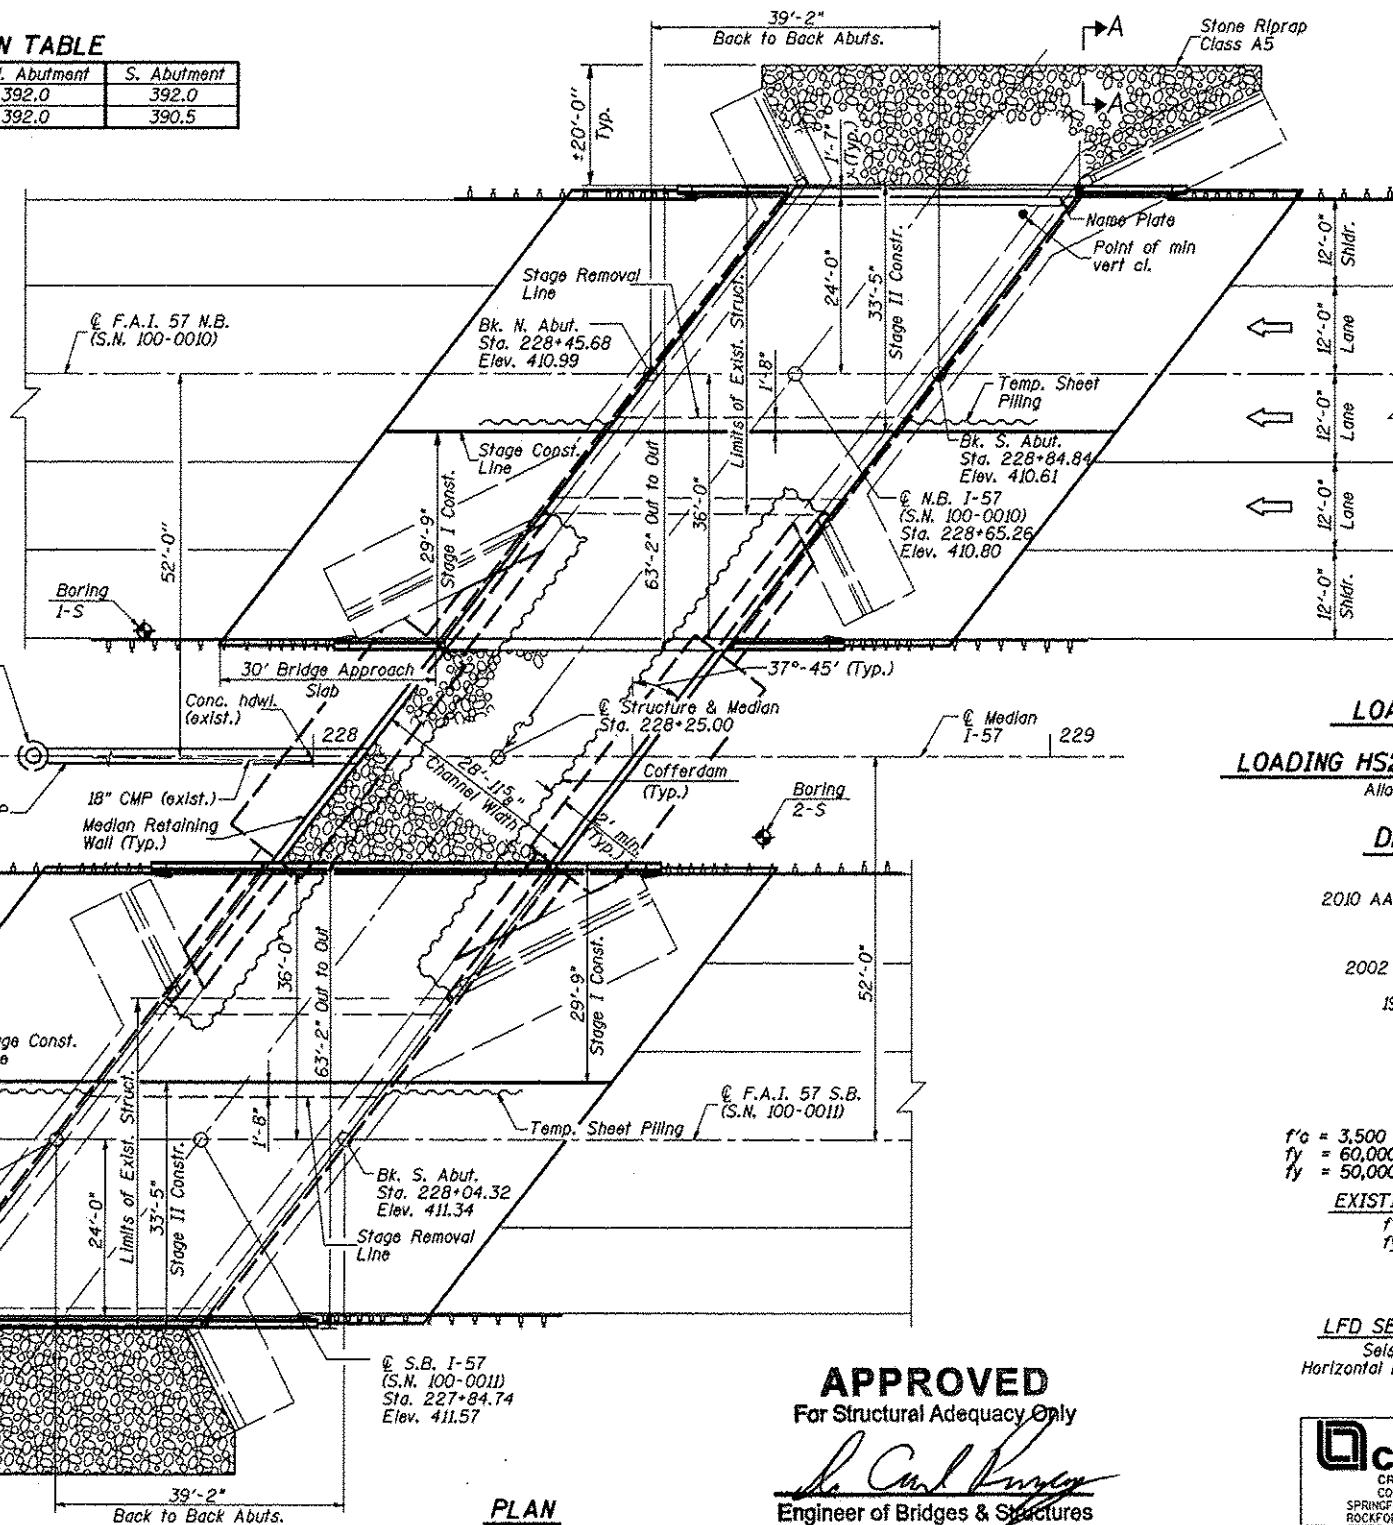 N TABLE
Abutment S. Abutment
392.0 392.0
392.0 390.5
39'-2"
Back to Back Abuts.
A
A
Stone Riprap
Class A5
±20'-0"
Typ.
1'-7"
(Typ.)
Name Plate
Point of min
vert cl.
Stage Removal
Line
24'-0"
33'-5"
Stage II Constr.
Limits of Exist. Struct.
12'-0"
Shldr.
12'-0"
Lane
12'-0"
Lane
12'-0"
Lane
12'-0"
Shldr.
℄ F.A.I. 57 N.B.
(S.N. 100-0010)
Bk. N. Abut.
Sta. 228+45.68
Elev. 410.99
1'-8"
Temp. Sheet
Piling
Stage Const.
Line
Bk. S. Abut.
Sta. 228+84.84
Elev. 410.61
℄ N.B. I-57
(S.N. 100-0010)
Sta. 228+65.26
Elev. 410.80
52'-0"
29'-9"
Stage I Const.
63'-2" Out to Out
36'-0"
Boring
1-S
30' Bridge Approach
Slab
37°-45' (Typ.)
Conc. hdwl.
(exist.)
228
℄ Structure & Median
Sta. 228+25.00
℄ Median
I-57
229
18" CMP (exist.)
28'-11⅝"
Channel Width
Cofferdam
(Typ.)
2' min.
(Typ.)
Median Retaining
Wall (Typ.)
Boring
2-S
LOA
LOADING HS2
Allo
D
2010 AA
2002
19
36'-0"
63'-2" Out to Out
29'-9"
Stage I Const.
52'-0"
ge Const.
e
Limits of Exist. Struct.
1'-8"
℄ F.A.I. 57 S.B.
(S.N. 100-0011)
Temp. Sheet Piling
24'-0"
33'-5"
Stage II Constr.
Bk. S. Abut.
Sta. 228+04.32
Elev. 411.34
Stage Removal
Line
f'c = 3,500
fy = 60,000
fy = 50,000
EXIST
f
fy
LFD SE
Seis
Horizontal
℄ S.B. I-57
(S.N. 100-0011)
Sta. 227+84.74
Elev. 411.57
39'-2"
Back to Back Abuts.
PLAN
APPROVED
For Structural Adequacy Only
Engineer of Bridges & Structures
C
CR
CO
SPRINGF
ROCKFOR